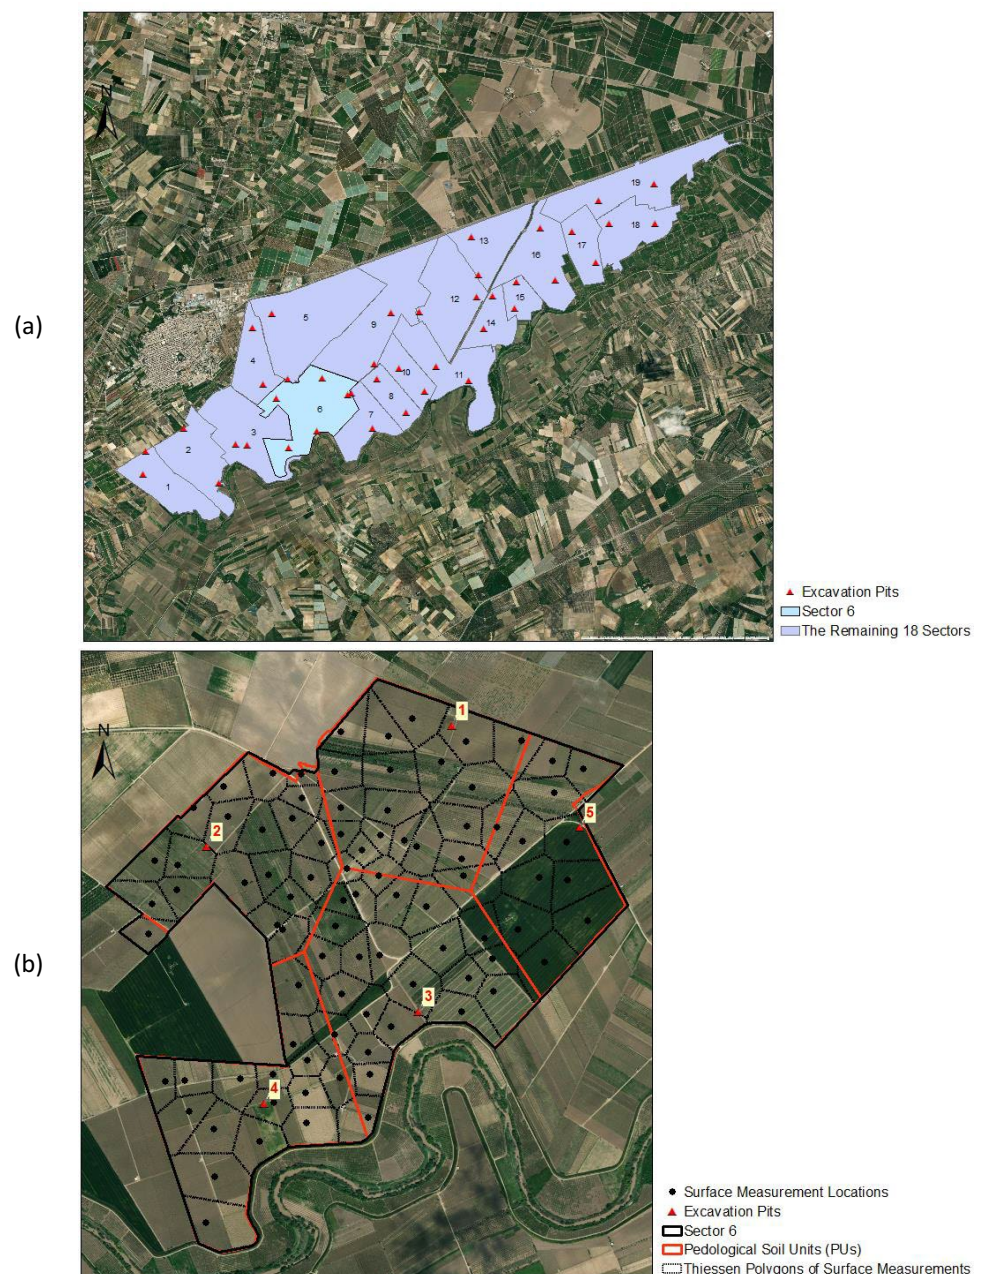 (a)
N
19
18
17
13
16
5
12
15
9
14
4
10
11
8
6
7
3
2
1
Excavation Pits
Sector 6
The Remaining 18 Sectors
(b)
N
1
5
2
3
4
Surface Measurement Locations
Excavation Pits
Sector 6
Pedological Soil Units (PUs)
Thiessen Polygons of Surface Measurements